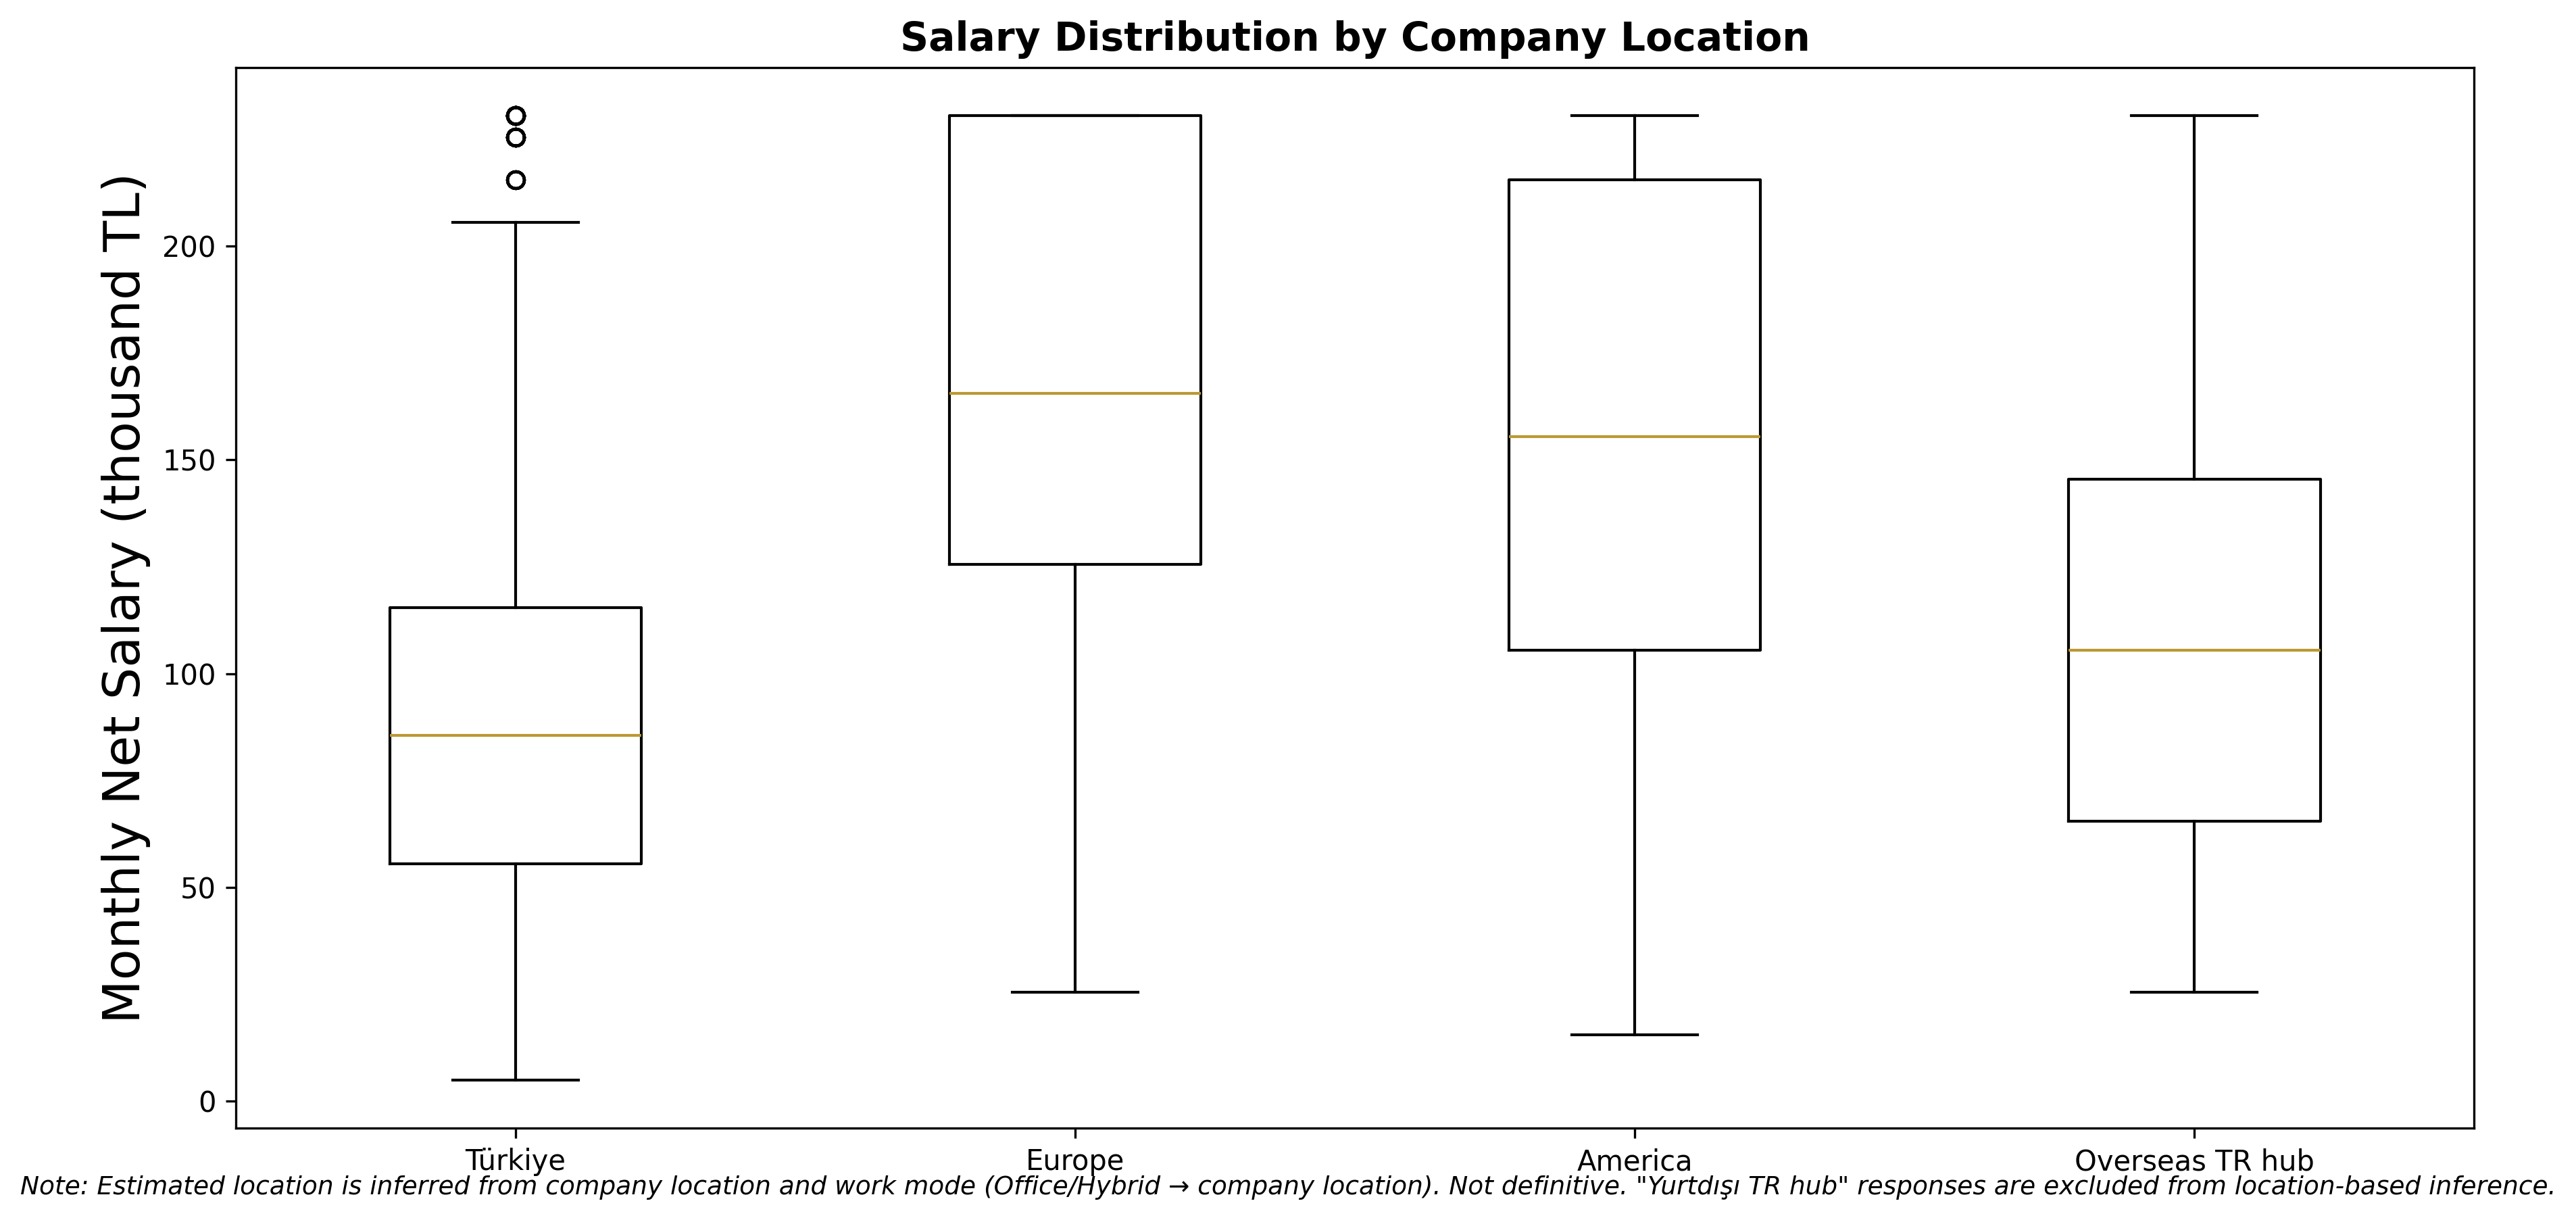 Salary Distribution by Company Location
Monthly Net Salary (thousand TL)
200
150
100
50
0
Türkiye
Europe
America
Overseas TR hub
Note: Estimated location is inferred from company location and work mode (Office/Hybrid → company location). Not definitive. "Yurtdışı TR hub" responses are excluded from location-based inference.